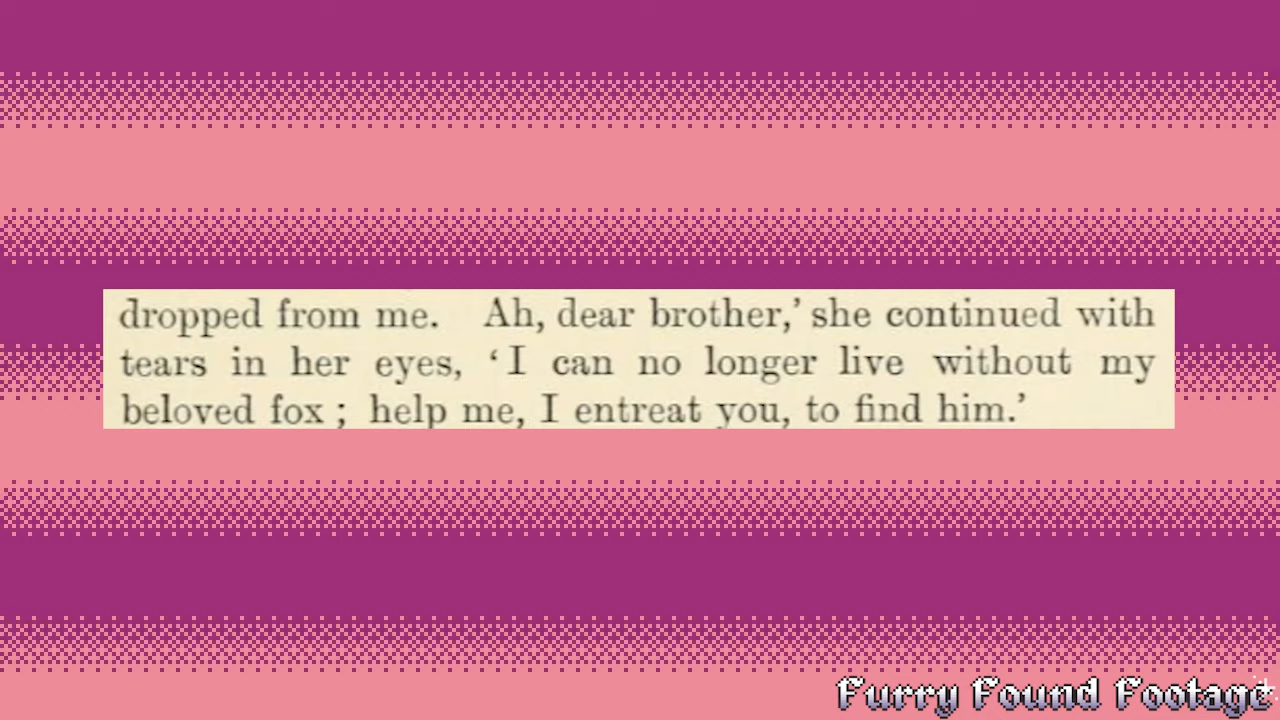 dropped from me. Ah, dear brother,’ she continued with
tears in her eyes, ‘I can no longer live without my
beloved fox; help me, I entreat you, to find him.’
Furry Found Footage